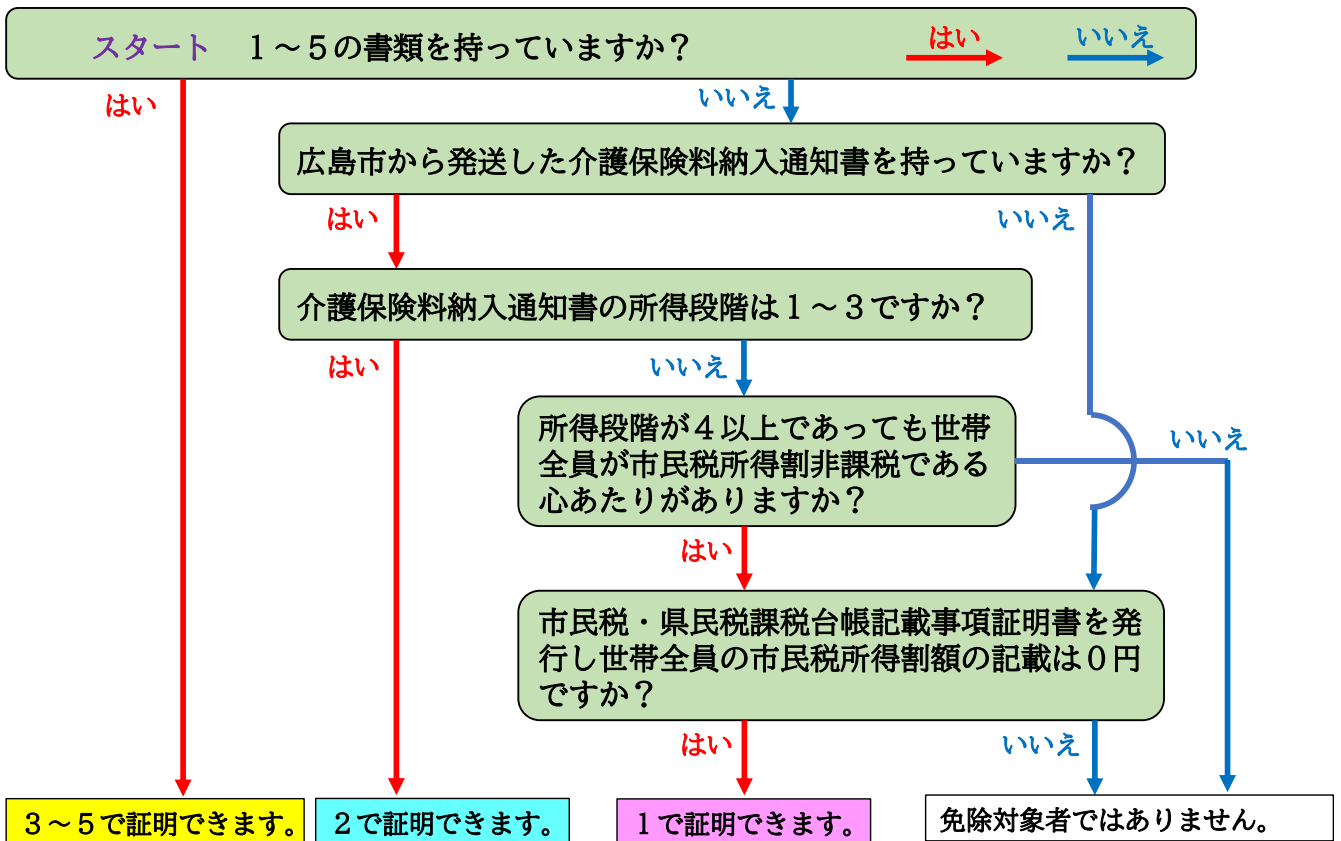 スタート　１～５の書類を持っていますか？　はい　いいえ
はい
いいえ
広島市から発送した介護保険料納入通知書を持っていますか？
はい
いいえ
介護保険料納入通知書の所得段階は１～３ですか？
はい
いいえ
所得段階が４以上であっても世帯
全員が市民税所得割非課税である
心あたりがありますか？
いいえ
はい
市民税・県民税課税台帳記載事項証明書を発
行し世帯全員の市民税所得割額の記載は０円
ですか？
はい
いいえ
３～５で証明できます。
２で証明できます。
１で証明できます。
免除対象者ではありません。